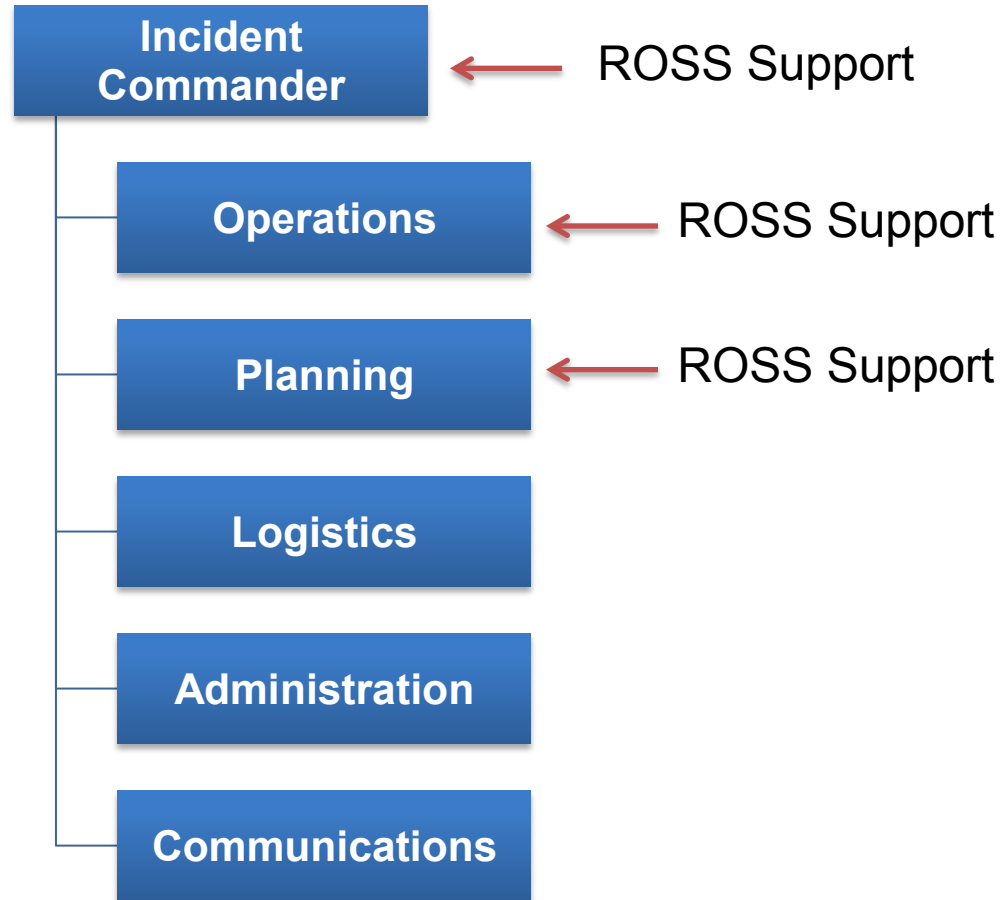 Incident
Commander
ROSS Support
Operations
ROSS Support
Planning
ROSS Support
Logistics
Administration
Communications